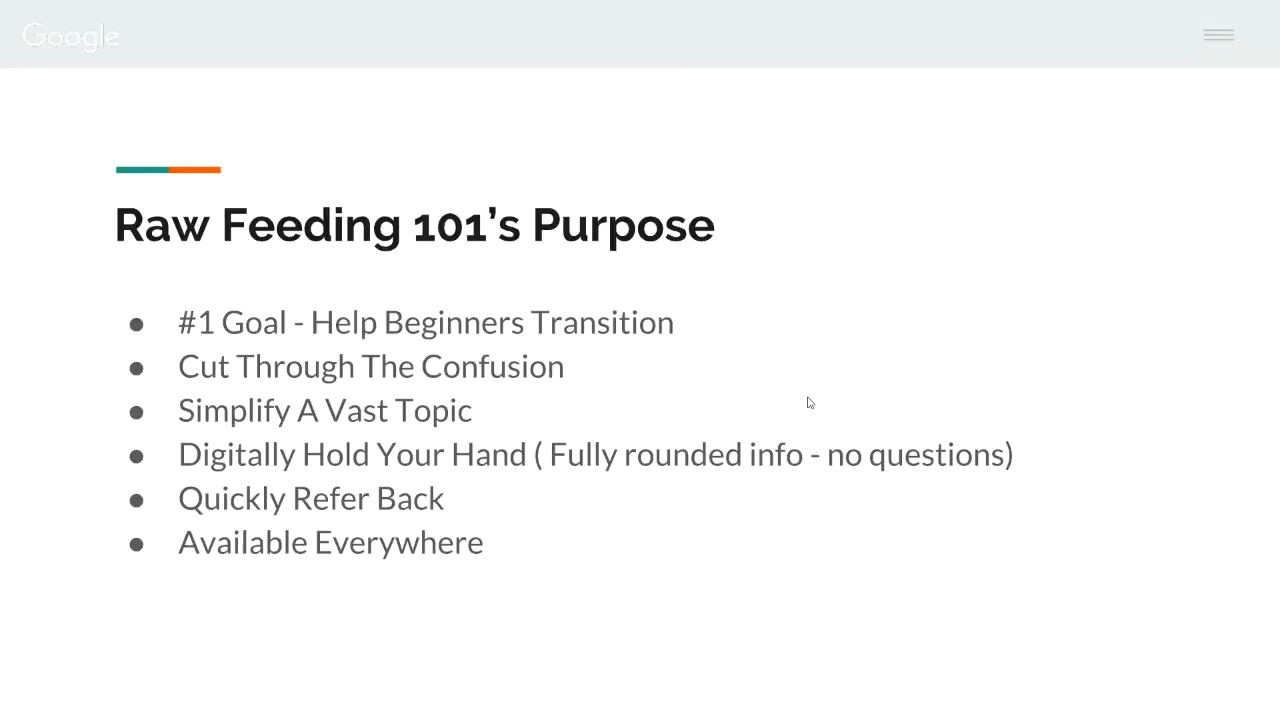 Google
Raw Feeding 101’s Purpose
● #1 Goal - Help Beginners Transition
● Cut Through The Confusion
● Simplify A Vast Topic
● Digitally Hold Your Hand ( Fully rounded info - no questions)
● Quickly Refer Back
● Available Everywhere